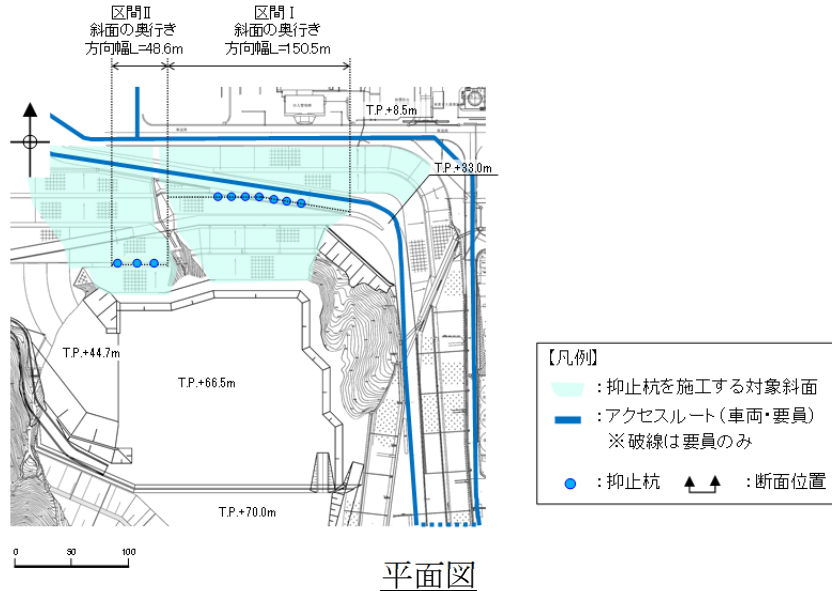 区間Ⅱ
斜面の奥行き
方向幅L=48.6m
区間Ⅰ
斜面の奥行き
方向幅L=150.5m
T.P.+8.5m
T.P.+33.0m
T.P.+44.7m
T.P.+66.5m
T.P.+70.0m
0 50 100
平面図
【凡例】
：抑止杭を施工する対象斜面
：アクセスルート（車両・要員）
※破線は要員のみ
：抑止杭
：断面位置